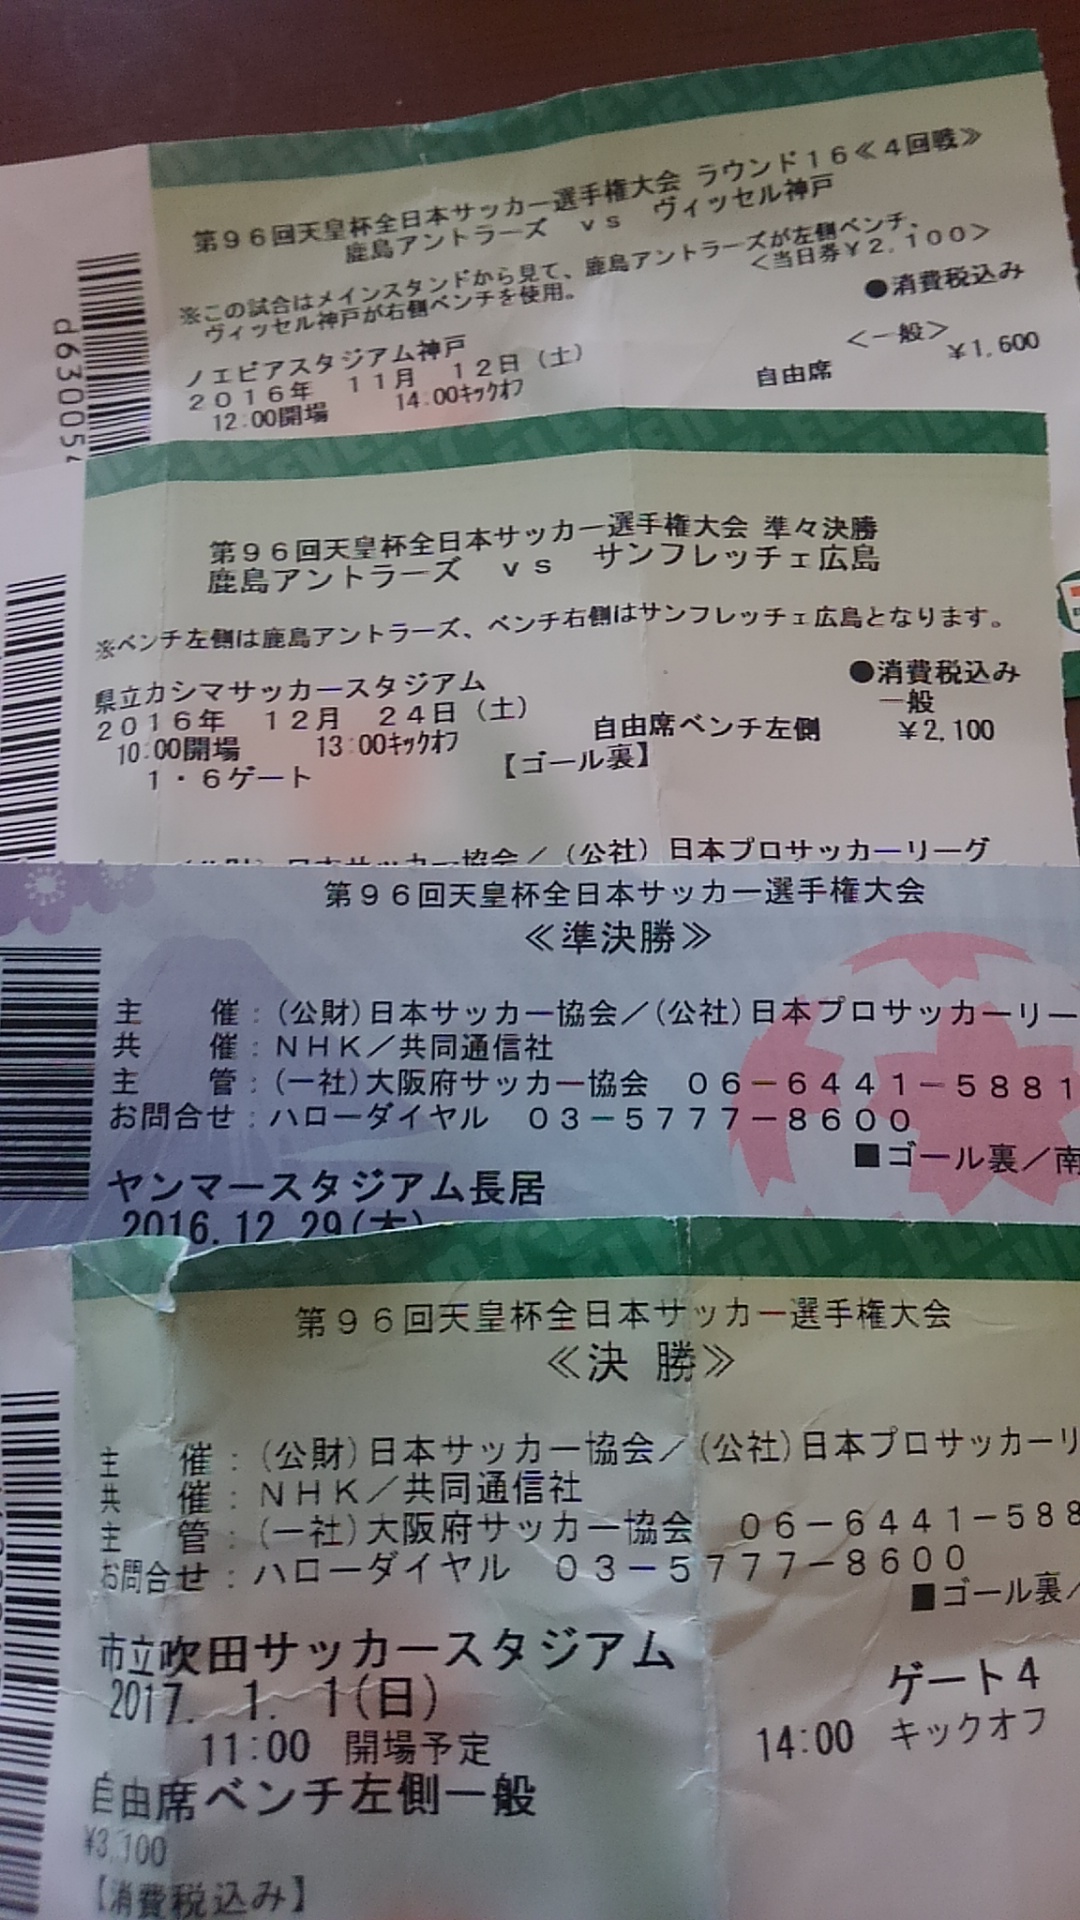 第９６回天皇杯全日本サッカー選手権大会 ラウンド１６≪４回戦≫
鹿島アントラーズ ｖｓ ヴィッセル神戸
※この試合はメインスタンドから見て、鹿島アントラーズが左側ベンチ、
ヴィッセル神戸が右側ベンチを使用。 <当日券￥２，１００>
●消費税込み
ノエビアスタジアム神戸 <一般>
２０１６年 １１月 １２日（土） 自由席 ￥1,600
12:00開場 14:00ｷｯｸｵﾌ
d63005
第９６回天皇杯全日本サッカー選手権大会 準々決勝
鹿島アントラーズ ｖｓ サンフレッチェ広島
※ベンチ左側は鹿島アントラーズ、ベンチ右側はサンフレッチェ広島となります。
県立カシマサッカースタジアム ●消費税込み
２０１６年 １２月 ２４日（土） 一般
10:00開場 13:00ｷｯｸｵﾌ 自由席ベンチ左側 ￥2,100
１・６ゲート 【ゴール裏】
日本サッカー協会／（公社）日本プロサッカーリーグ
第９６回天皇杯全日本サッカー選手権大会
≪準決勝≫
主 催：（公財）日本サッカー協会／（公社）日本プロサッカーリー
共 催：ＮＨＫ／共同通信社
主 管：（一社）大阪府サッカー協会 ０６－６４４１－５８８１
お問合せ：ハローダイヤル ０３－５７７７－８６００
■ゴール裏／南
ヤンマースタジアム長居
2016.12.29(木)
第９６回天皇杯全日本サッカー選手権大会
≪決 勝≫
主 催：（公財）日本サッカー協会／（公社）日本プロサッカーリ
共 催：ＮＨＫ／共同通信社
主 管：（一社）大阪府サッカー協会 ０６－６４４１－５８８
お問合せ：ハローダイヤル ０３－５７７７－８６００
■ゴール裏／
市立吹田サッカースタジアム
2017. 1. 1(日) ゲート4
11:00 開場予定 14:00 キックオフ
自由席ベンチ左側一般
¥3,100
【消費税込み】